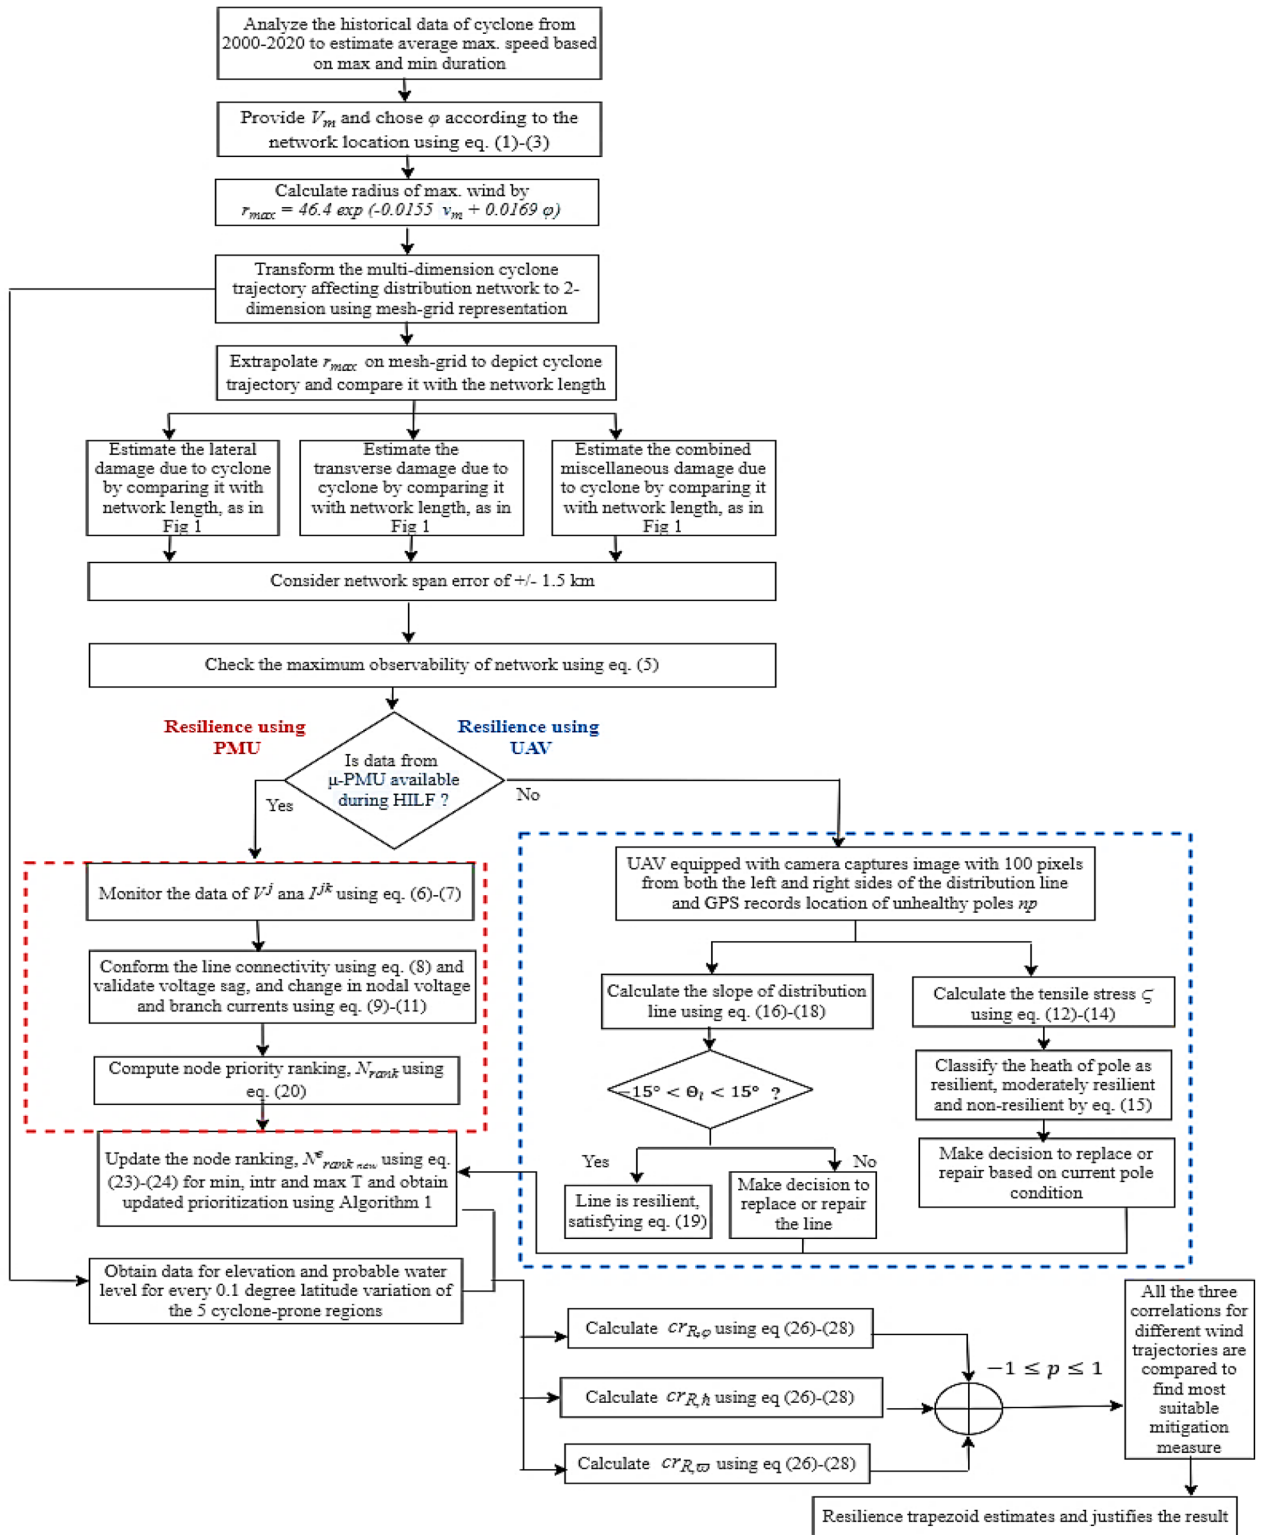 Analyze the historical data of cyclone from
2000-2020 to estimate average max. speed based
on max and min duration
Provide Vm and chose φ according to the
network location using eq. (1)-(3)
Calculate radius of max. wind by
rmax = 46.4 exp (-0.0155 vm + 0.0169 φ)
Transform the multi-dimension cyclone
trajectory affecting distribution network to 2-
dimension using mesh-grid representation
Extrapolate rmax on mesh-grid to depict cyclone
trajectory and compare it with the network length
Estimate the lateral
damage due to cyclone
by comparing it with
network length, as in
Fig 1
Estimate the
transverse damage due to
cyclone by comparing it
with network length, as in
Fig 1
Estimate the combined
miscellaneous damage due
to cyclone by comparing it
with network length, as in
Fig 1
Consider network span error of +/- 1.5 km
Check the maximum observability of network using eq. (5)
Resilience using
PMU
Resilience using
UAV
Is data from
μ-PMU available
during HILF ?
Yes
No
Monitor the data of V^j ana I^jk using eq. (6)-(7)
Conform the line connectivity using eq. (8) and
validate voltage sag, and change in nodal voltage
and branch currents using eq. (9)-(11)
Compute node priority ranking, Nrank using
eq. (20)
Update the node ranking, N^e rank new using eq.
(23)-(24) for min, intr and max T and obtain
updated prioritization using Algorithm 1
Obtain data for elevation and probable water
level for every 0.1 degree latitude variation of
the 5 cyclone-prone regions
UAV equipped with camera captures image with 100 pixels
from both the left and right sides of the distribution line
and GPS records location of unhealthy poles np
Calculate the slope of distribution
line using eq. (16)-(18)
−15° < Θl < 15° ?
Yes
No
Line is resilient,
satisfying eq. (19)
Make decision to
replace or repair
the line
Calculate the tensile stress ς
using eq. (12)-(14)
Classify the heath of pole as
resilient, moderately resilient
and non-resilient by eq. (15)
Make decision to replace or
repair based on current pole
condition
Calculate crR,φ using eq (26)-(28)
Calculate crR,ℏ using eq (26)-(28)
Calculate crR,ϖ using eq (26)-(28)
−1 ≤ p ≤ 1
All the three
correlations for
different wind
trajectories are
compared to
find most
suitable
mitigation
measure
Resilience trapezoid estimates and justifies the result